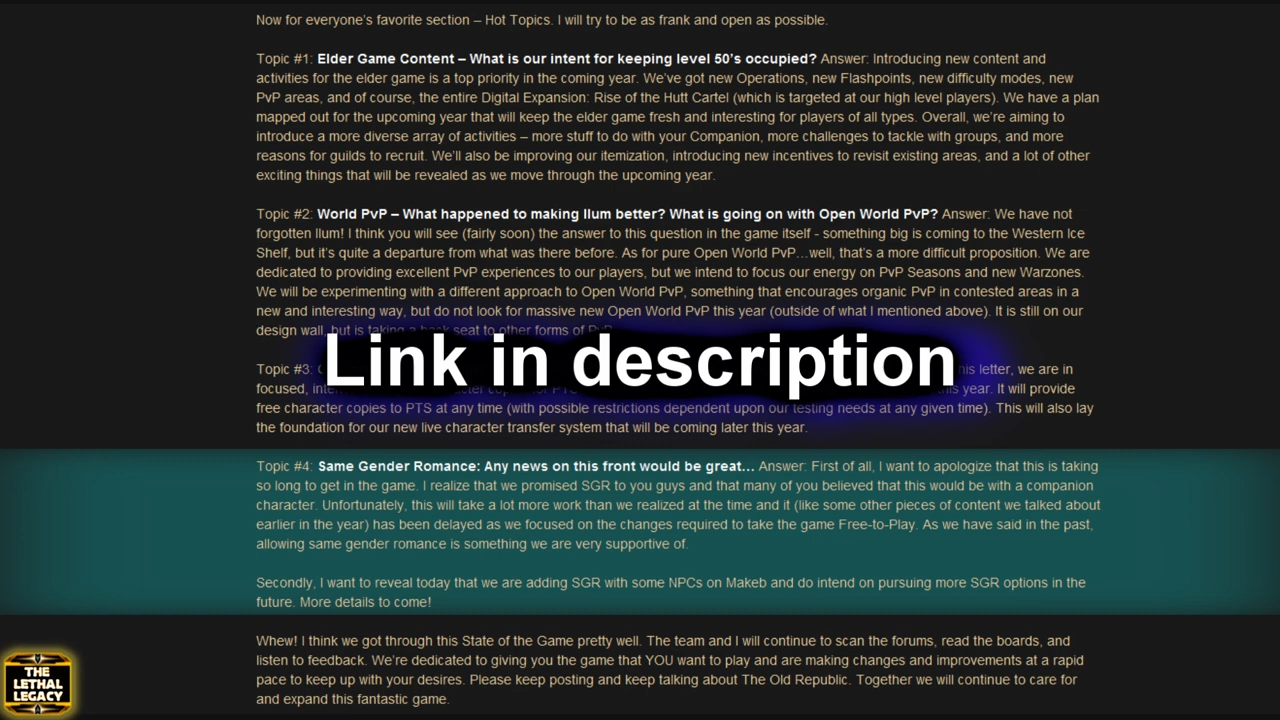 Now for everyone's favorite section – Hot Topics. I will try to be as frank and open as possible.
Topic #1: Elder Game Content – What is our intent for keeping level 50's occupied? Answer: Introducing new content and
activities for the elder game is a top priority in the coming year. We've got new Operations, new Flashpoints, new difficulty modes, new
PvP areas, and of course, the entire Digital Expansion: Rise of the Hutt Cartel (which is targeted at our high level players). We have a plan
mapped out for the upcoming year that will keep the elder game fresh and interesting for players of all types. Overall, we're aiming to
introduce a more diverse array of activities – more stuff to do with your Companion, more challenges to tackle with groups, and more
reasons for guilds to recruit. We'll also be improving our itemization, introducing new incentives to revisit existing areas, and a lot of other
exciting things that will be revealed as we move through the upcoming year.
Topic #2: World PvP – What happened to making Ilum better? What is going on with Open World PvP? Answer: We have not
forgotten Ilum! I think you will see (fairly soon) the answer to this question in the game itself - something big is coming to the Western Ice
Shelf, but it's quite a departure from what was there before. As for pure Open World PvP…well, that's a more difficult proposition. We are
dedicated to providing excellent PvP experiences to our players, but we intend to focus our energy on PvP Seasons and new Warzones.
We will be experimenting with a different approach to Open World PvP, something that encourages organic PvP in contested areas in a
new and interesting way, but do not look for massive new Open World PvP this year (outside of what I mentioned above). It is still on our
design wall, but is taking a back seat to other forms of PvP.
Link in description
Topic #3: this letter, we are in
focused, this year. It will provide
free character copies to PTS at any time (with possible restrictions dependent upon our testing needs at any given time). This will also lay
the foundation for our new live character transfer system that will be coming later this year.
Topic #4: Same Gender Romance: Any news on this front would be great… Answer: First of all, I want to apologize that this is taking
so long to get in the game. I realize that we promised SGR to you guys and that many of you believed that this would be with a companion
character. Unfortunately, this will take a lot more work than we realized at the time and it (like some other pieces of content we talked about
earlier in the year) has been delayed as we focused on the changes required to take the game Free-to-Play. As we have said in the past,
allowing same gender romance is something we are very supportive of.
Secondly, I want to reveal today that we are adding SGR with some NPCs on Makeb and do intend on pursuing more SGR options in the
future. More details to come!
Whew! I think we got through this State of the Game pretty well. The team and I will continue to scan the forums, read the boards, and
listen to feedback. We're dedicated to giving you the game that YOU want to play and are making changes and improvements at a rapid
pace to keep up with your desires. Please keep posting and keep talking about The Old Republic. Together we will continue to care for
and expand this fantastic game.
THE
LETHAL
LEGACY